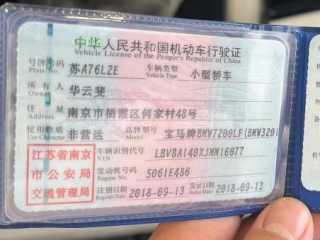 中华人民共和国机动车行驶证
Vehicle License of the People's Republic of China
号牌号码 苏A76L2E 车辆类型 小型轿车
Plate No. Vehicle Type
所有人 华云斐
Owner
住址 南京市栖霞区何家村48号
Address
使用性质 非营运 品牌型号 宝马牌BMW7200LF(BMW320
Use Character Model
江苏省南京
市公安局
交通管理局
车辆识别代号 LBV8A140XJMM16077
VIN
发动机号码 5061E486
Engine No.
注册日期 2018-09-13 发证日期 2018-09-13
Register Date Issue Date